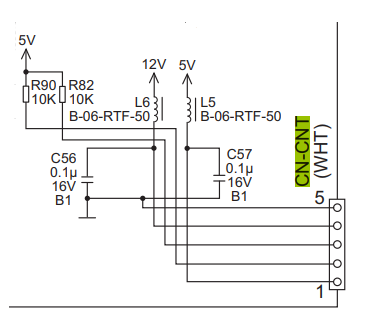 5V
R90 R82
10K 10K
12V 5V
L6 L5
B-06-RTF-50 B-06-RTF-50
C56
0.1µ
16V
B1
C57
0.1µ
16V
B1
CN-CNT
(WHT)
5
1